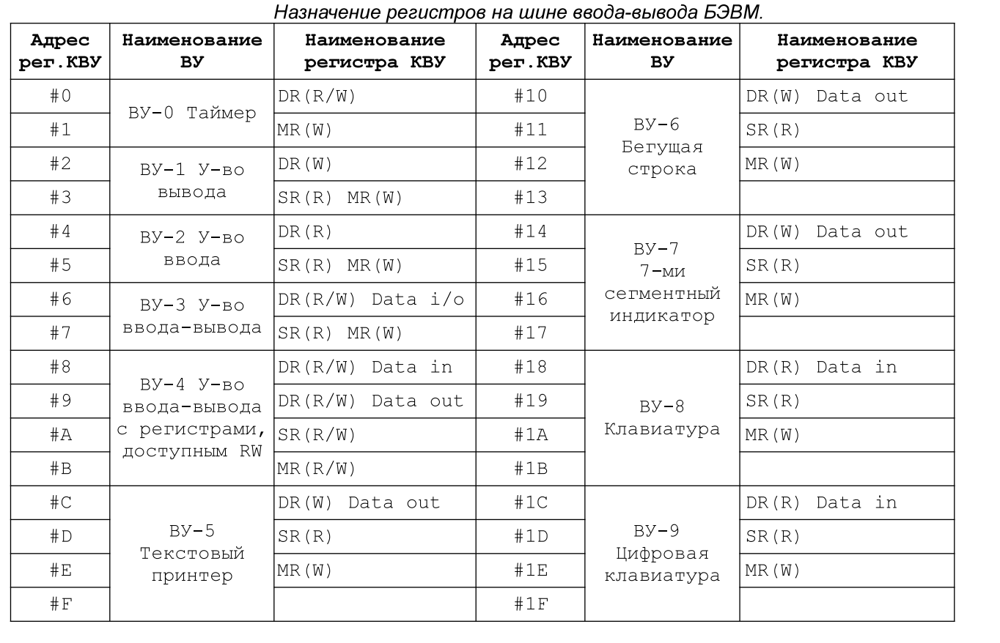 Назначение регистров на шине ввода-вывода БЭВМ.
Адрес Наименование Наименование Адрес Наименование Наименование
рег.КВУ ВУ регистра КВУ рег.КВУ ВУ регистра КВУ
#0 DR(R/W) #10 DR(W) Data out
ВУ-0 Таймер
#1 MR(W) #11 ВУ-6 SR(R)
Бегущая
#2 ВУ-1 У-во DR(W) #12 строка MR(W)
вывода
#3 SR(R) MR(W) #13
#4 ВУ-2 У-во DR(R) #14 DR(W) Data out
ввода ВУ-7
#5 SR(R) MR(W) #15 7-ми SR(R)
сегментный
#6 ВУ-3 У-во DR(R/W) Data i/o #16 индикатор MR(W)
ввода-вывода
#7 SR(R) MR(W) #17
#8 DR(R/W) Data in #18 DR(R) Data in
ВУ-4 У-во
#9 ввода-вывода DR(R/W) Data out #19 ВУ-8 SR(R)
с регистрами, Клавиатура
#A доступным RW SR(R/W) #1A MR(W)
#B MR(R/W) #1B
#C DR(W) Data out #1C DR(R) Data in
#D ВУ-5 SR(R) #1D ВУ-9 SR(R)
Текстовый Цифровая
#E принтер MR(W) #1E клавиатура MR(W)
#F #1F